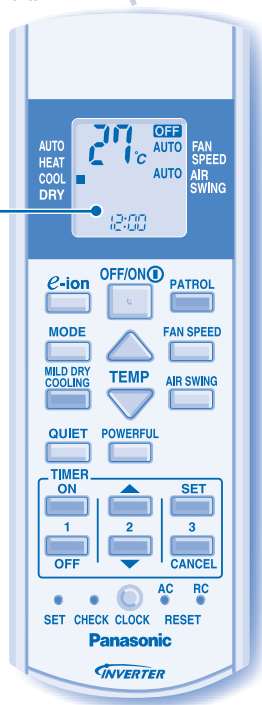 OFF
AUTO 27°C AUTO FAN SPEED
HEAT
COOL AUTO AIR SWING
DRY
12:00
e-ion OFF/ON PATROL
MODE FAN SPEED
MILD DRY COOLING TEMP AIR SWING
QUIET POWERFUL
TIMER
ON SET
1 2 3
OFF CANCEL
AC RC
SET CHECK CLOCK RESET
Panasonic
INVERTER